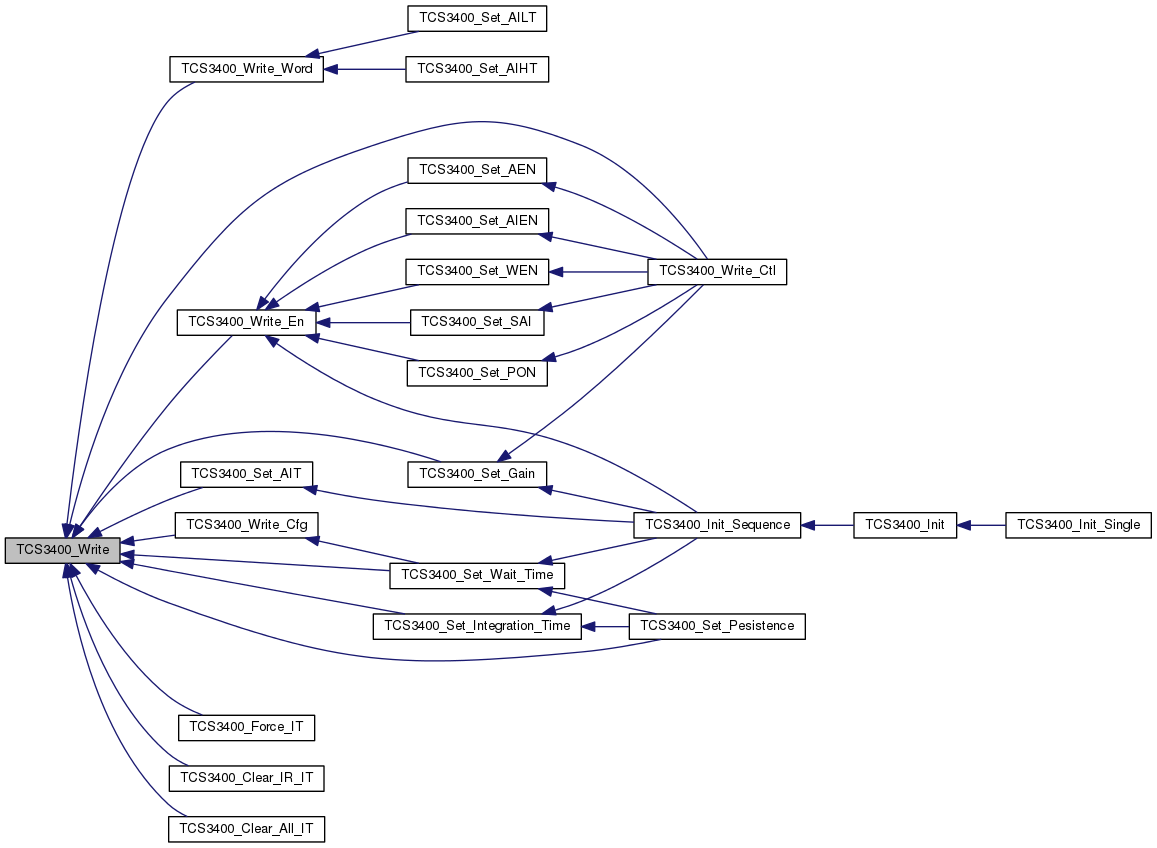 TCS3400_Set_AILT
TCS3400_Write_Word
TCS3400_Set_AIHT
TCS3400_Set_AEN
TCS3400_Set_AIEN
TCS3400_Set_WEN
TCS3400_Write_Ctl
TCS3400_Write_En
TCS3400_Set_SAI
TCS3400_Set_PON
TCS3400_Set_AIT
TCS3400_Set_Gain
TCS3400_Write_Cfg
TCS3400_Init_Sequence
TCS3400_Init
TCS3400_Init_Single
TCS3400_Write
TCS3400_Set_Wait_Time
TCS3400_Set_Integration_Time
TCS3400_Set_Pesistence
TCS3400_Force_IT
TCS3400_Clear_IR_IT
TCS3400_Clear_All_IT